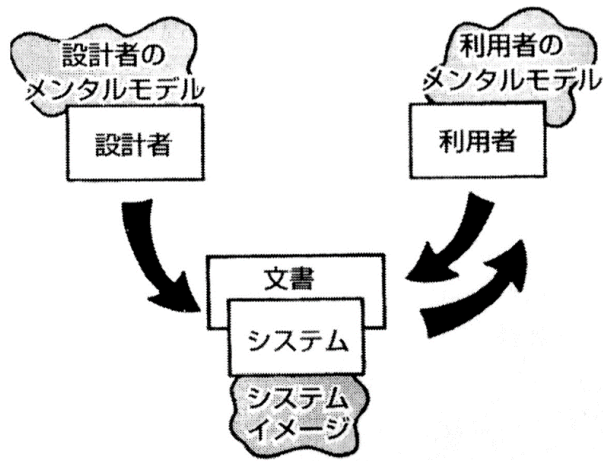 設計者の
メンタルモデル
設計者
利用者の
メンタルモデル
利用者
文書
システム
システム
イメージ